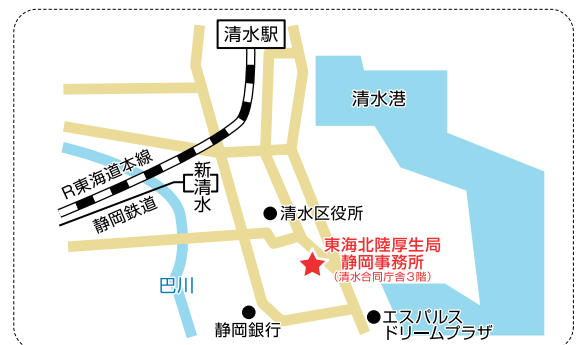 清水駅
清水港
R東海道本線
新清水
静岡鉄道
清水区役所
東海北陸厚生局
静岡事務所
（清水合同庁舎３階）
巴川
静岡銀行
エスパルス
ドリームプラザ